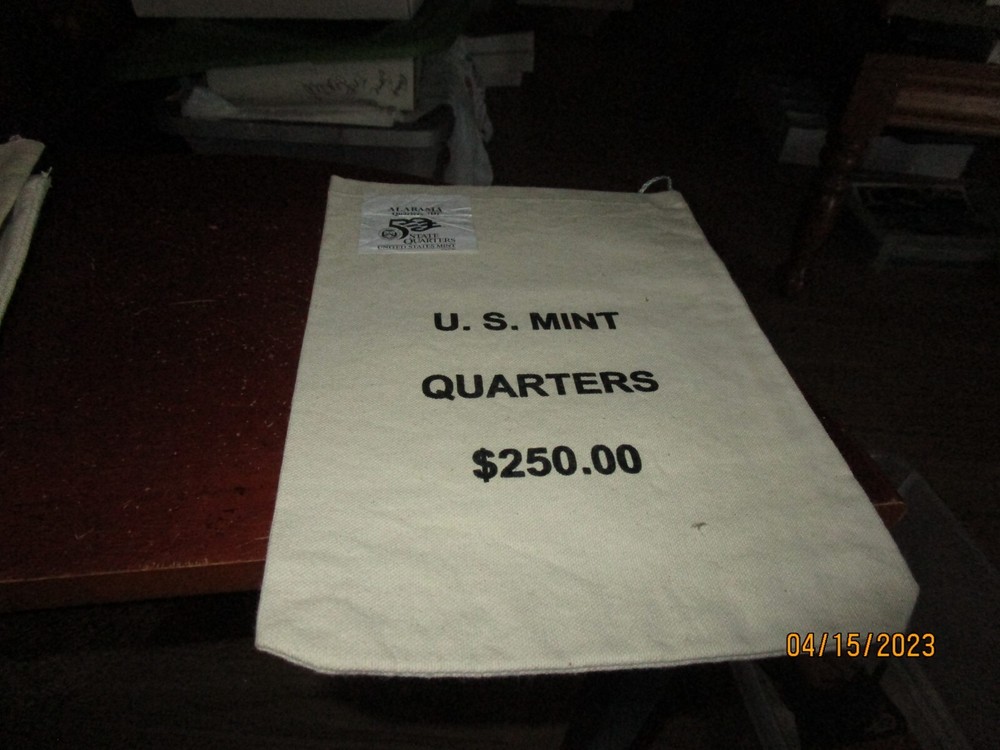 ALABAMA
50
STATE
QUARTERS
UNITED STATES MINT
U. S. MINT
QUARTERS
$250.00
04/15/2023